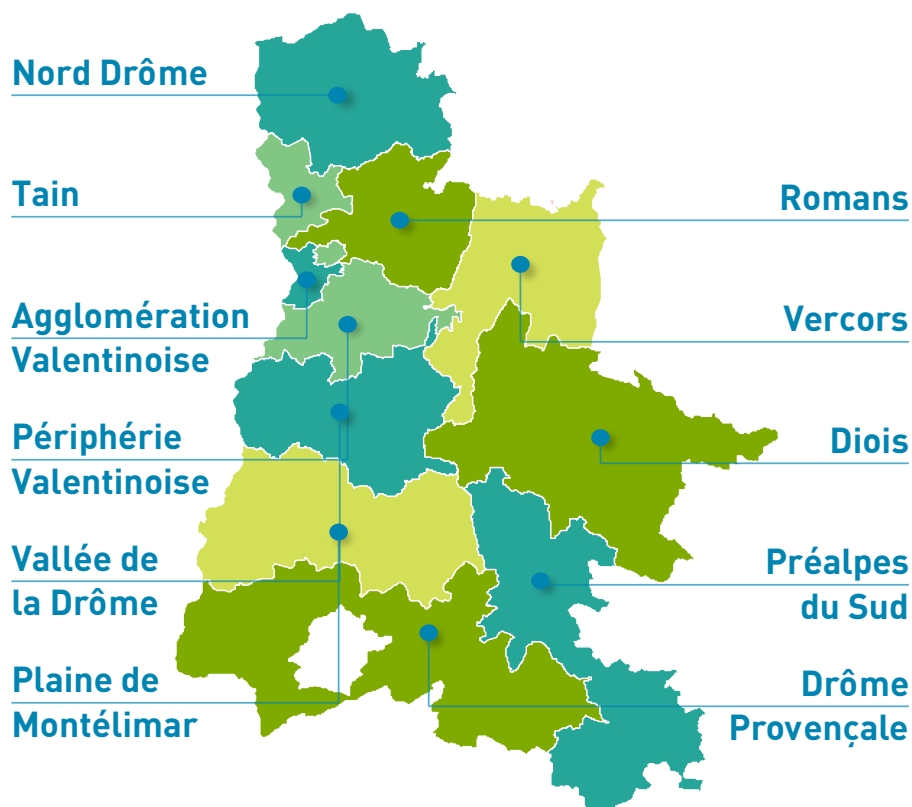 Nord Drôme
Tain
Agglomération
Valentinoise
Périphérie
Valentinoise
Vallée de
la Drôme
Plaine de
Montélimar
Romans
Vercors
Diois
Préalpes
du Sud
Drôme
Provençale